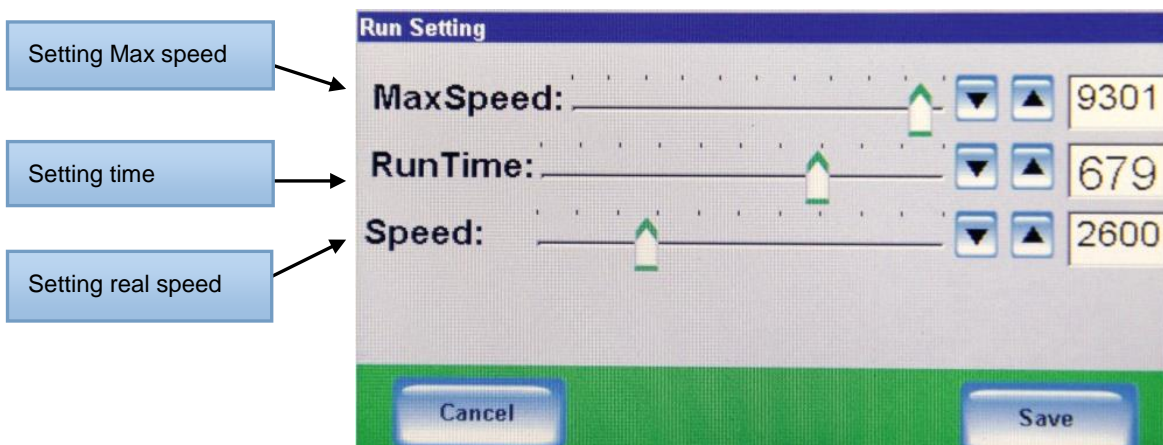 Setting Max speed
Setting time
Setting real speed
Run Setting
MaxSpeed: 9301
RunTime: 679
Speed: 2600
Cancel
Save